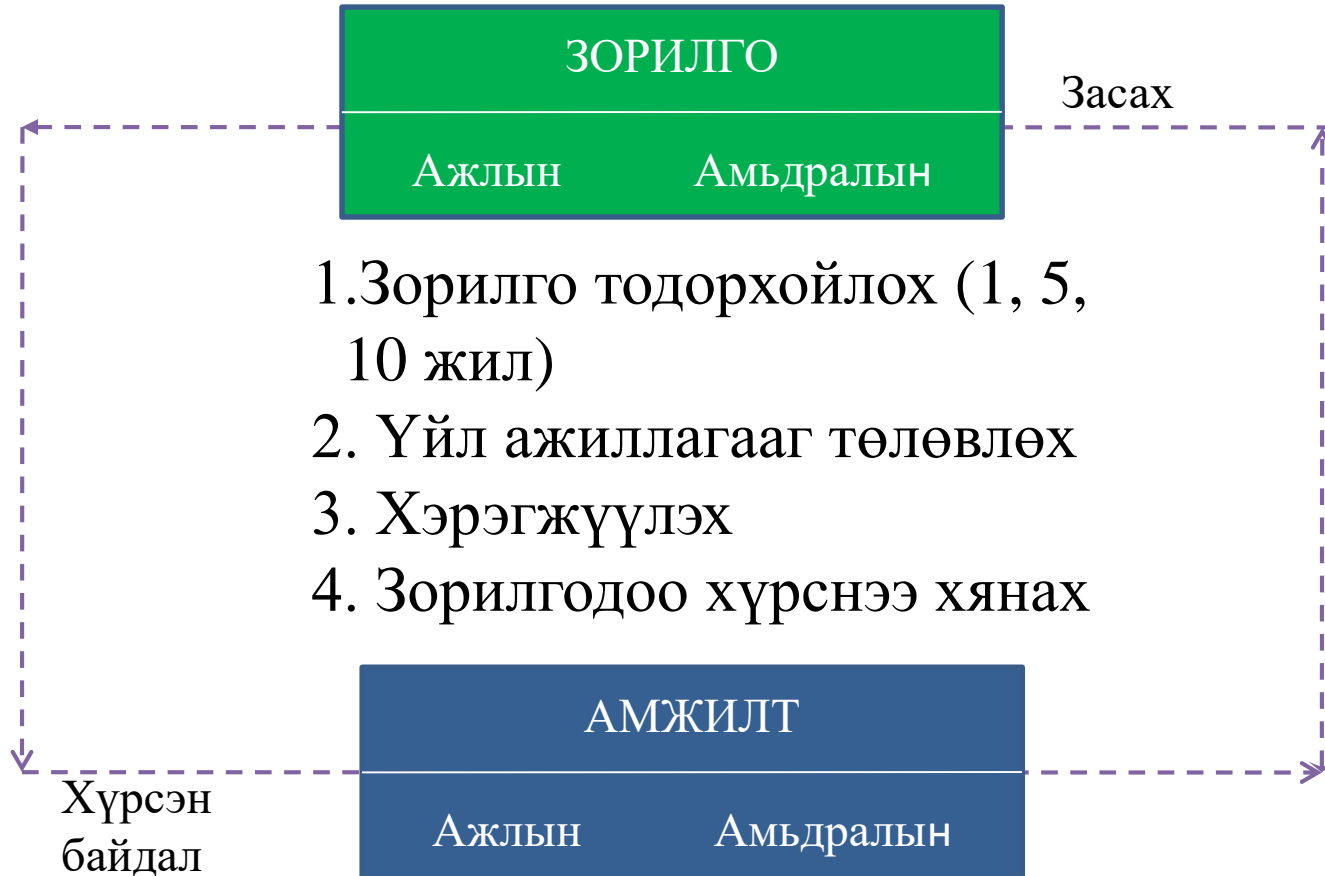 ЗОРИЛГО
Засах
Ажлын Амьдралын
1.Зорилго тодорхойлох (1, 5,
10 жил)
2. Үйл ажиллагааг төлөвлөх
3. Хэрэгжүүлэх
4. Зорилгодоо хүрснээ хянах
АМЖИЛТ
Хүрсэн
байдал
Ажлын Амьдралын